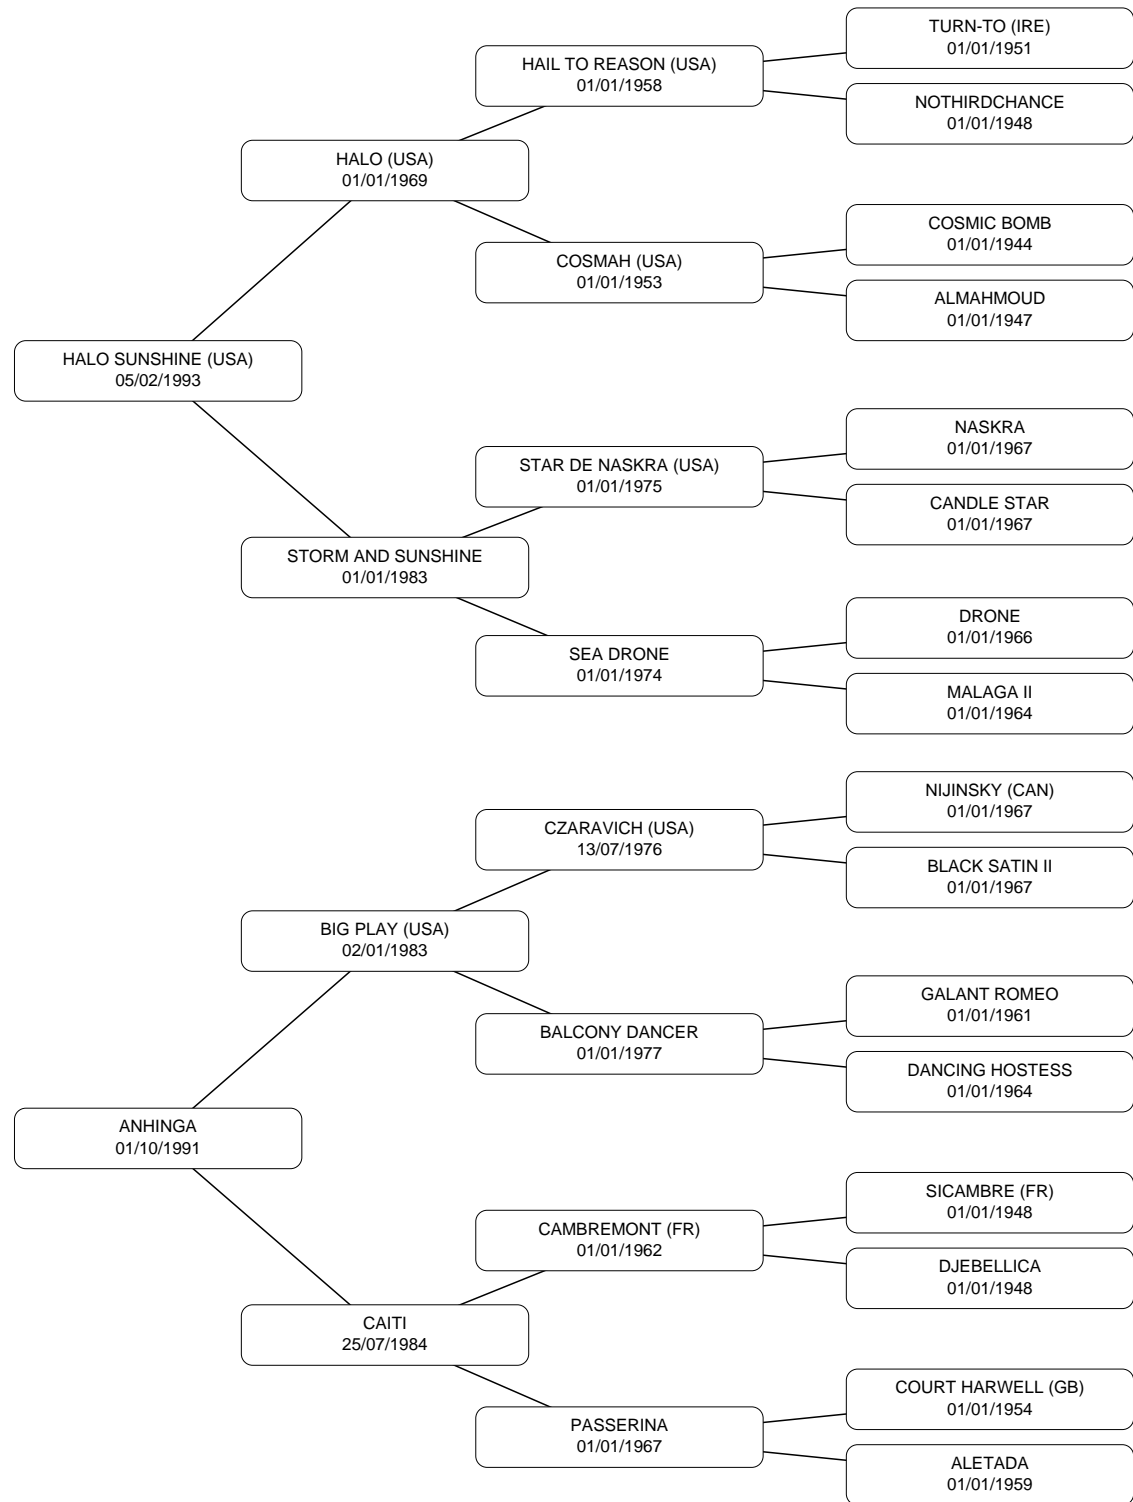 TURN-TO (IRE)
01/01/1951
HAIL TO REASON (USA)
01/01/1958
NOTHIRDCHANCE
01/01/1948
HALO (USA)
01/01/1969
COSMIC BOMB
01/01/1944
COSMAH (USA)
01/01/1953
ALMAHMOUD
01/01/1947
HALO SUNSHINE (USA)
05/02/1993
NASKRA
01/01/1967
STAR DE NASKRA (USA)
01/01/1975
CANDLE STAR
01/01/1967
STORM AND SUNSHINE
01/01/1983
DRONE
01/01/1966
SEA DRONE
01/01/1974
MALAGA II
01/01/1964
NIJINSKY (CAN)
01/01/1967
CZARAVICH (USA)
13/07/1976
BLACK SATIN II
01/01/1967
BIG PLAY (USA)
02/01/1983
GALANT ROMEO
01/01/1961
BALCONY DANCER
01/01/1977
DANCING HOSTESS
01/01/1964
ANHINGA
01/10/1991
SICAMBRE (FR)
01/01/1948
CAMBREMONT (FR)
01/01/1962
DJEBELLICA
01/01/1948
CAITI
25/07/1984
COURT HARWELL (GB)
01/01/1954
PASSERINA
01/01/1967
ALETADA
01/01/1959